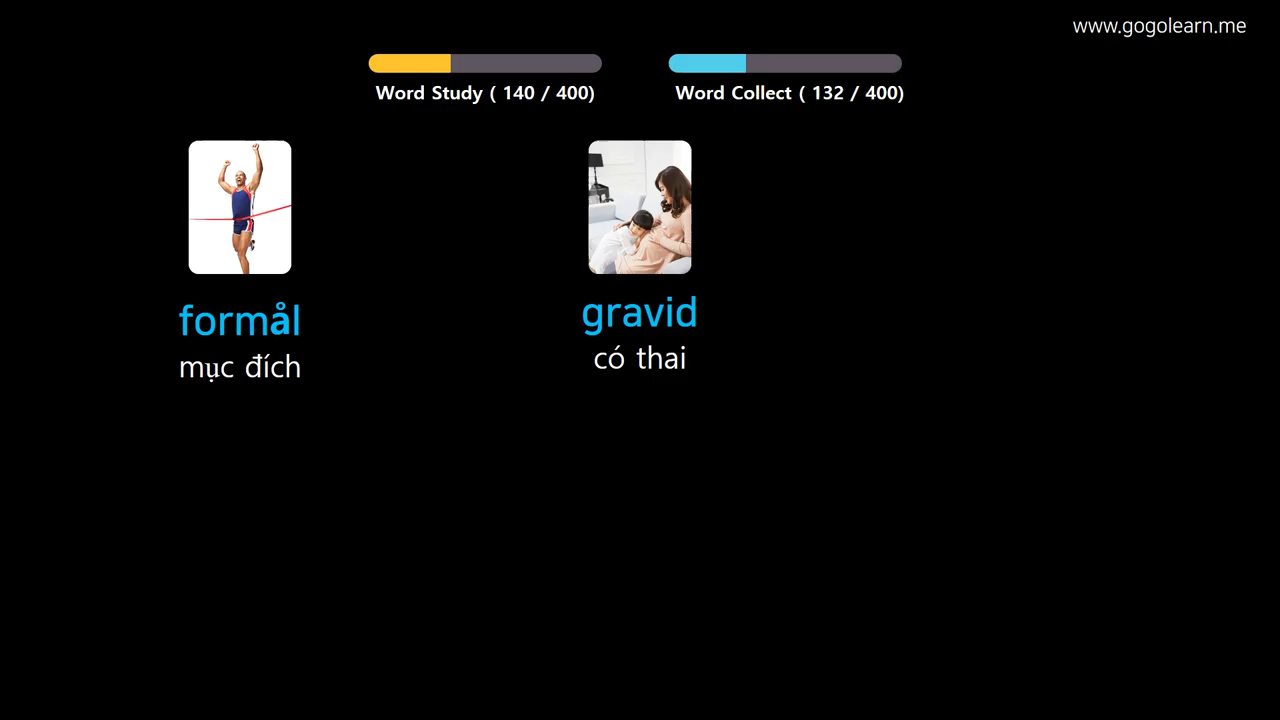 www.gogolearn.me
Word Study ( 140 / 400)
Word Collect ( 132 / 400)
formål
mục đích
gravid
có thai